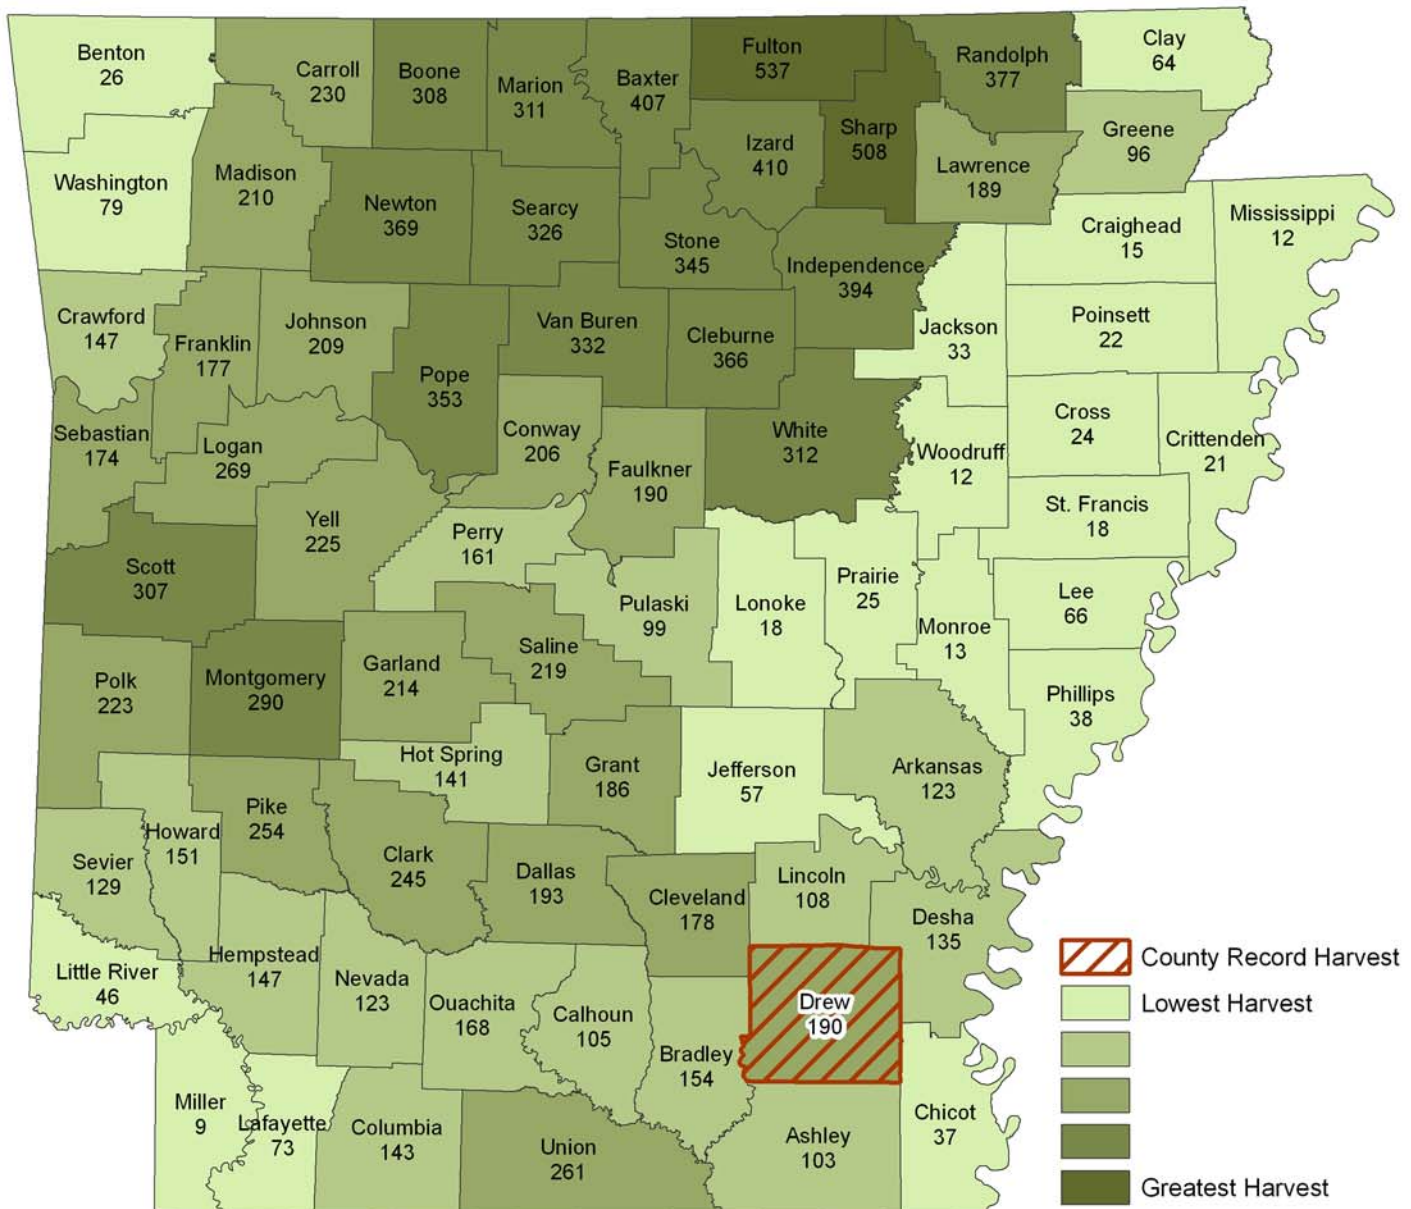 Benton
26
Carroll
230
Boone
308
Marion
311
Baxter
407
Fulton
537
Randolph
377
Clay
64
Sharp
508
Izard
410
Lawrence
189
Greene
96
Washington
79
Madison
210
Newton
369
Searcy
326
Stone
345
Independence
394
Craighead
15
Mississippi
12
Crawford
147
Franklin
177
Johnson
209
Pope
353
Van Buren
332
Cleburne
366
Jackson
33
Poinsett
22
Sebastian
174
Logan
269
Conway
206
Faulkner
190
White
312
Woodruff
12
Cross
24
Crittenden
21
Scott
307
Yell
225
Perry
161
Pulaski
99
Lonoke
18
Prairie
25
Monroe
13
St. Francis
18
Lee
66
Polk
223
Montgomery
290
Garland
214
Saline
219
Phillips
38
Hot Spring
141
Grant
186
Jefferson
57
Arkansas
123
Sevier
129
Howard
151
Pike
254
Clark
245
Dallas
193
Cleveland
178
Lincoln
108
Desha
135
Little River
46
Hempstead
147
Nevada
123
Ouachita
168
Calhoun
105
Bradley
154
Drew
190
Miller
9
Lafayette
73
Columbia
143
Union
261
Ashley
103
Chicot
37
County Record Harvest
Lowest Harvest
Greatest Harvest